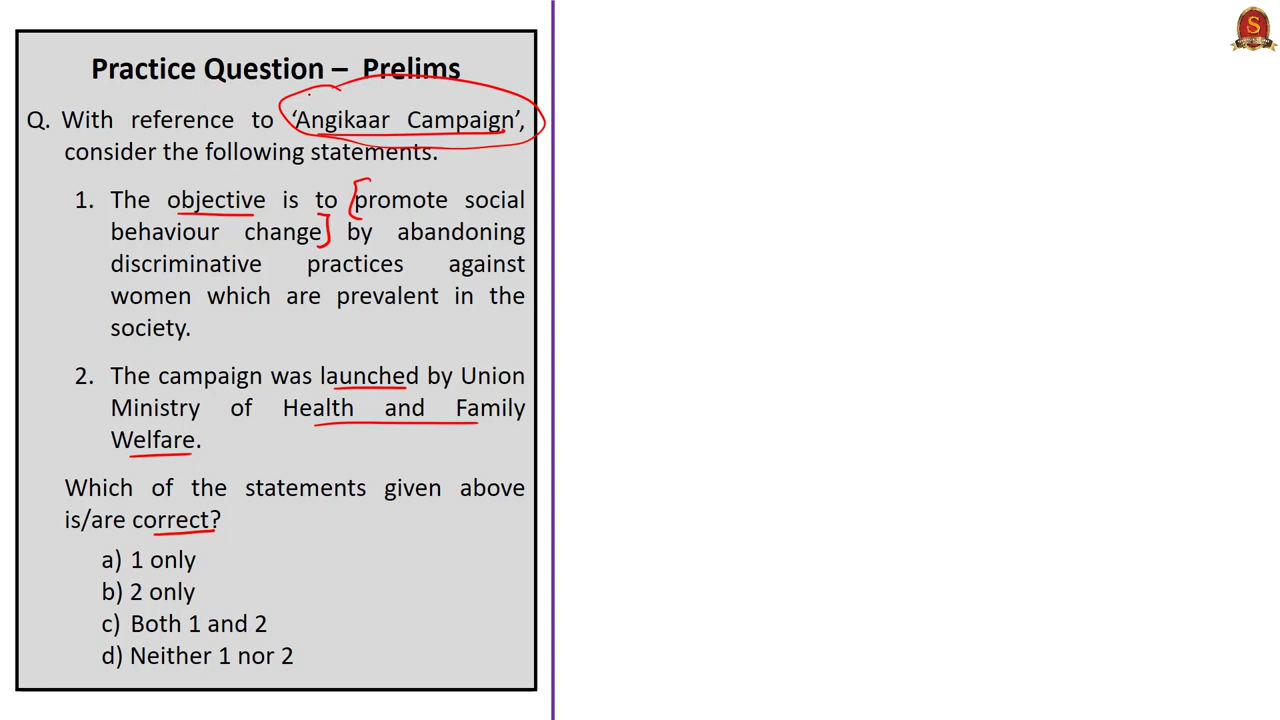 Practice Question – Prelims
Q. With reference to ‘Angikaar Campaign’,
consider the following statements.
1. The objective is to promote social
behaviour change by abandoning
discriminative practices against
women which are prevalent in the
society.
2. The campaign was launched by Union
Ministry of Health and Family
Welfare.
Which of the statements given above
is/are correct?
a) 1 only
b) 2 only
c) Both 1 and 2
d) Neither 1 nor 2
S